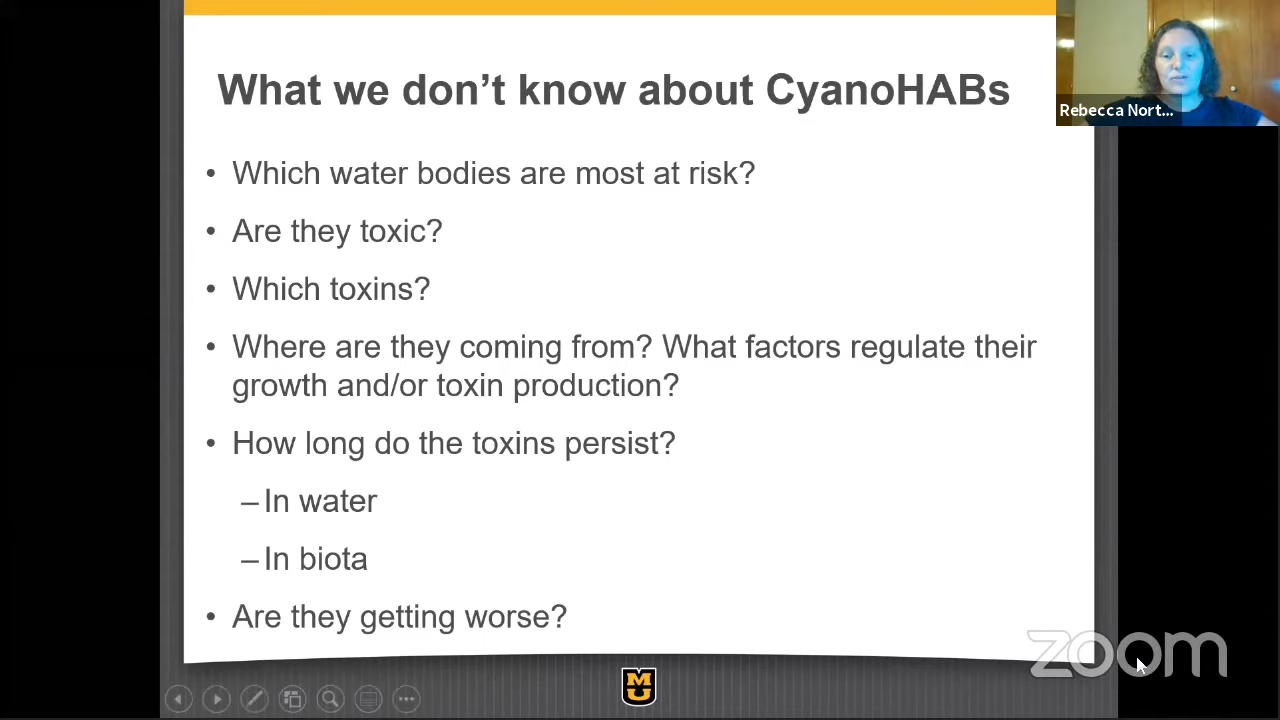 What we don't know about CyanoHABs
Rebecca Nort...
• Which water bodies are most at risk?
• Are they toxic?
• Which toxins?
• Where are they coming from? What factors regulate their
growth and/or toxin production?
• How long do the toxins persist?
– In water
– In biota
• Are they getting worse?
zoom
MU